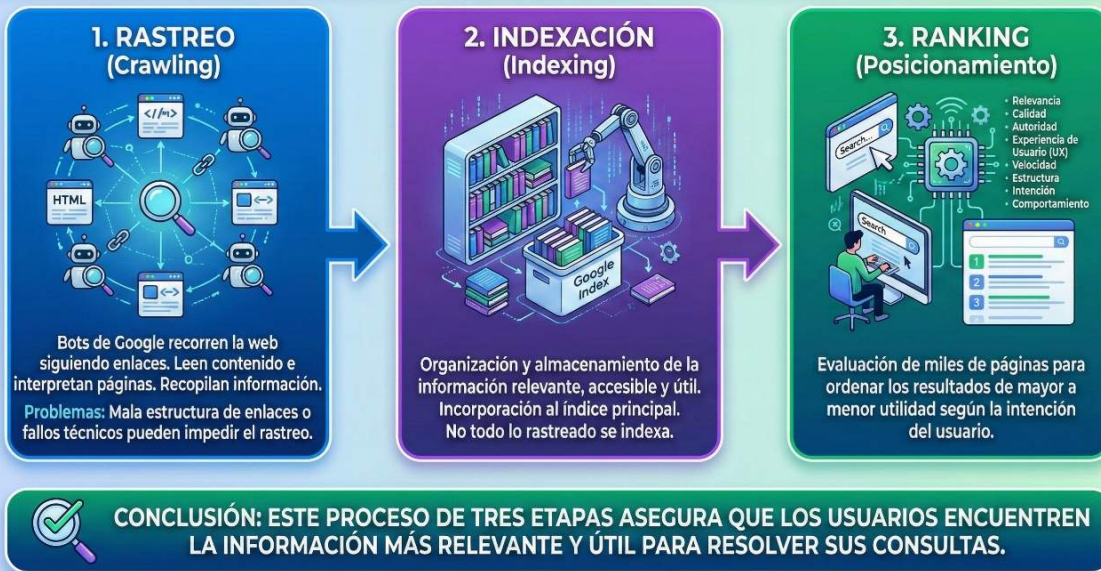 1. RASTREO
(Crawling)
HTML
Bots de Google recorren la web
siguiendo enlaces. Leen contenido e
interpretan páginas. Recopilan información.
Problemas: Mala estructura de enlaces o
fallos técnicos pueden impedir el rastreo.
2. INDEXACIÓN
(Indexing)
Google
Index
Organización y almacenamiento de la
información relevante, accesible y útil.
Incorporación al índice principal.
No todo lo rastreado se indexa.
3. RANKING
(Posicionamiento)
Search...
• Relevancia
• Calidad
• Autoridad
• Experiencia de
Usuario (UX)
• Velocidad
• Estructura
• Intención
• Comportamiento
Search
1
2
3
Evaluación de miles de páginas para
ordenar los resultados de mayor a
menor utilidad según la intención
del usuario.
CONCLUSIÓN: ESTE PROCESO DE TRES ETAPAS ASEGURA QUE LOS USUARIOS ENCUENTREN
LA INFORMACIÓN MÁS RELEVANTE Y ÚTIL PARA RESOLVER SUS CONSULTAS.